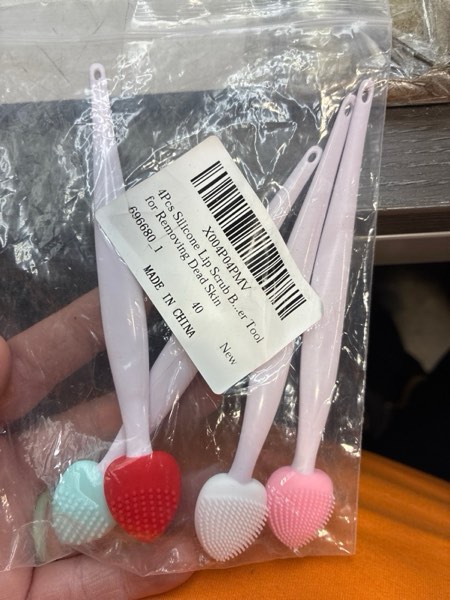 X004P04PMV
4Pcs Silicone Lip Scrub B...er Tool
for Removing Dead Skin
696680_1
40
New
MADE IN CHINA